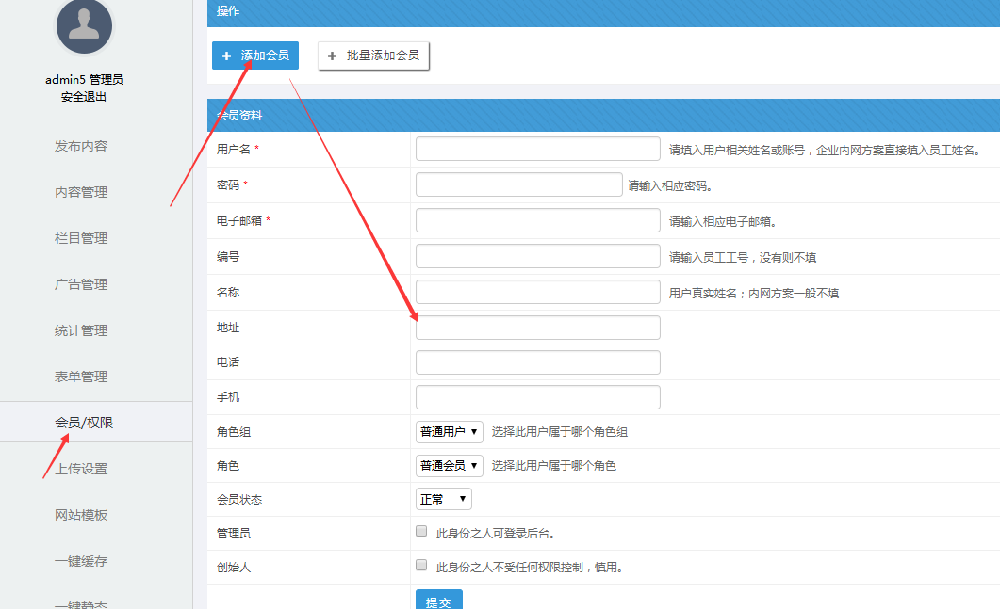 admin5 管理员
安全退出
发布内容
内容管理
栏目管理
广告管理
统计管理
表单管理
会员/权限
上传设置
网站模板
一键缓存
一键静态
操作
添加会员
批量添加会员
会员资料
用户名 * 请填入用户相关姓名或账号，企业内网方案直接填入员工姓名。
密码 * 请输入相应密码。
电子邮箱 * 请输入相应电子邮箱。
编号 请输入员工工号，没有则不填
名称 用户真实姓名；内网方案一般不填
地址
电话
手机
角色组 普通用户 选择此用户属于哪个角色组
角色 普通会员 选择此用户属于哪个角色
会员状态 正常
管理员 此身份之人可登录后台。
创始人 此身份之人不受任何权限控制，慎用。
提交